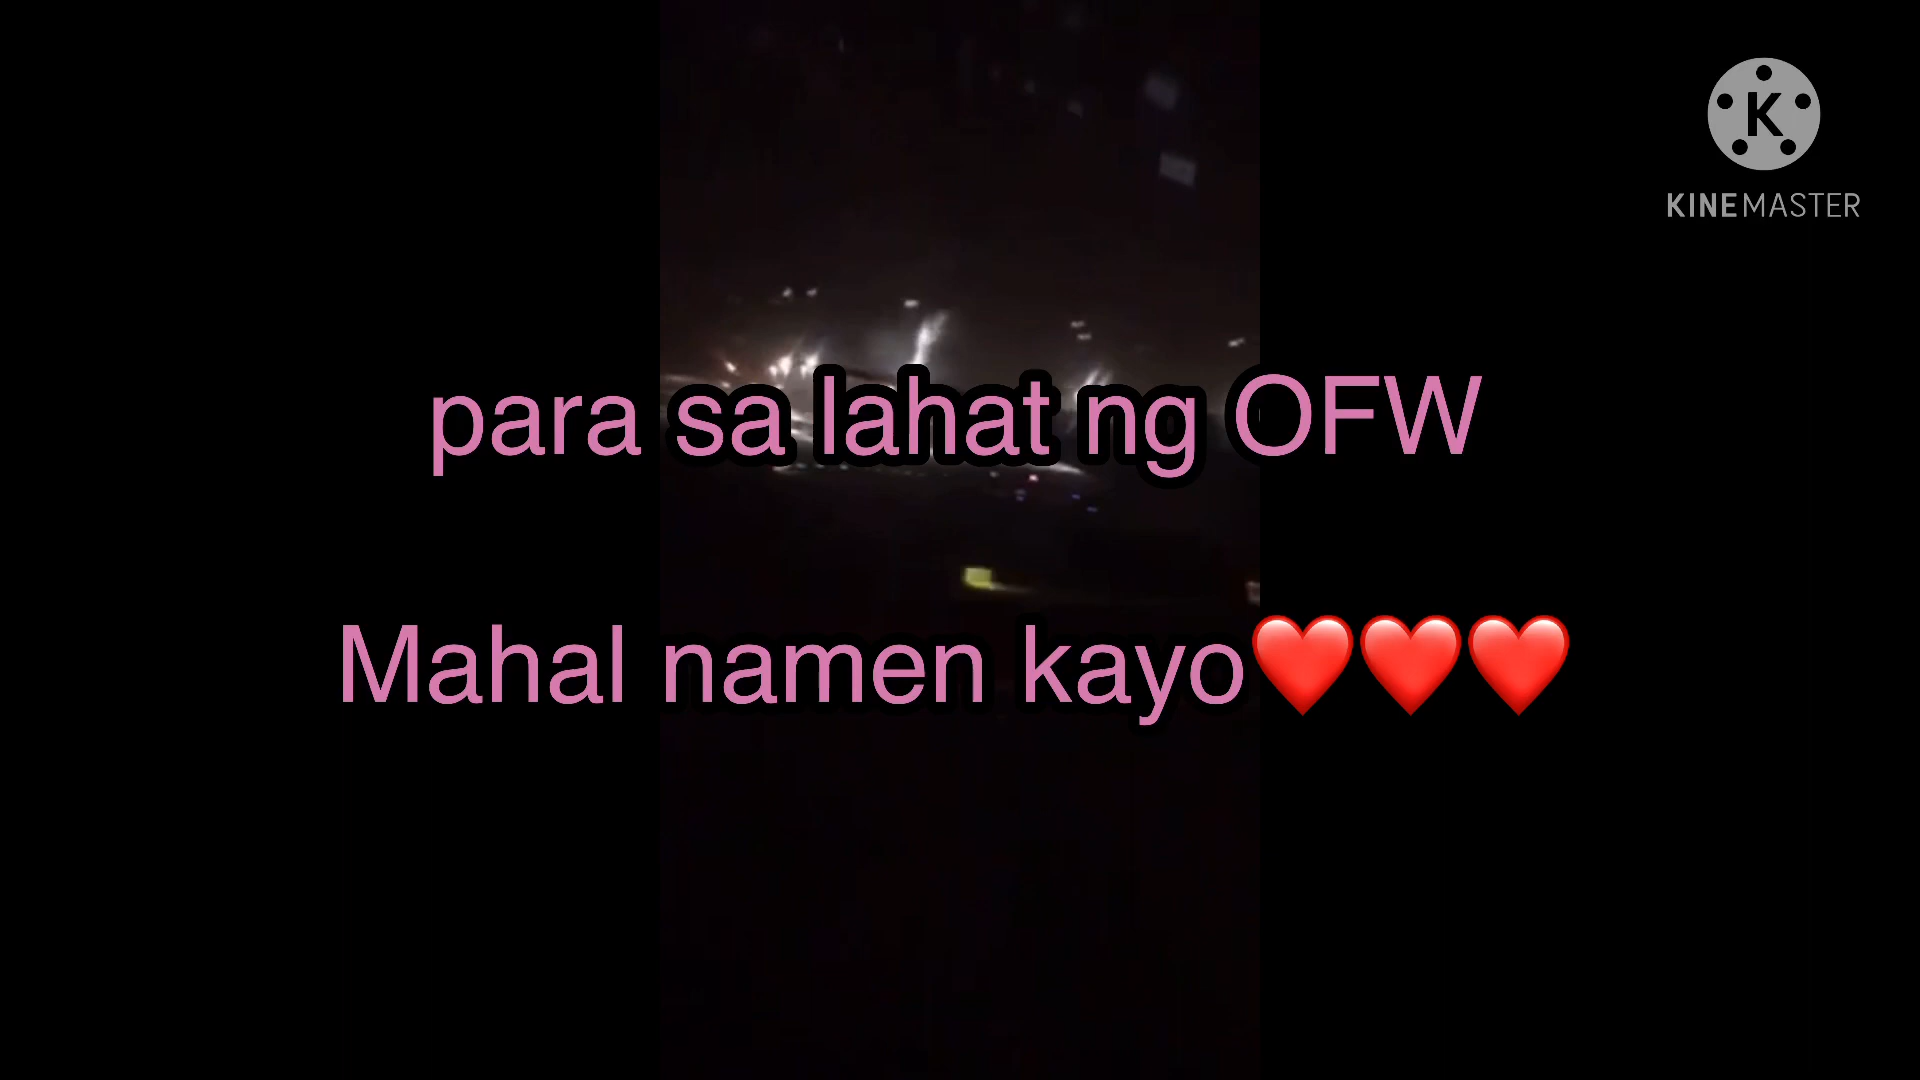 K
KINEMASTER
para sa lahat ng OFW
Mahal namen kayo❤️❤️❤️